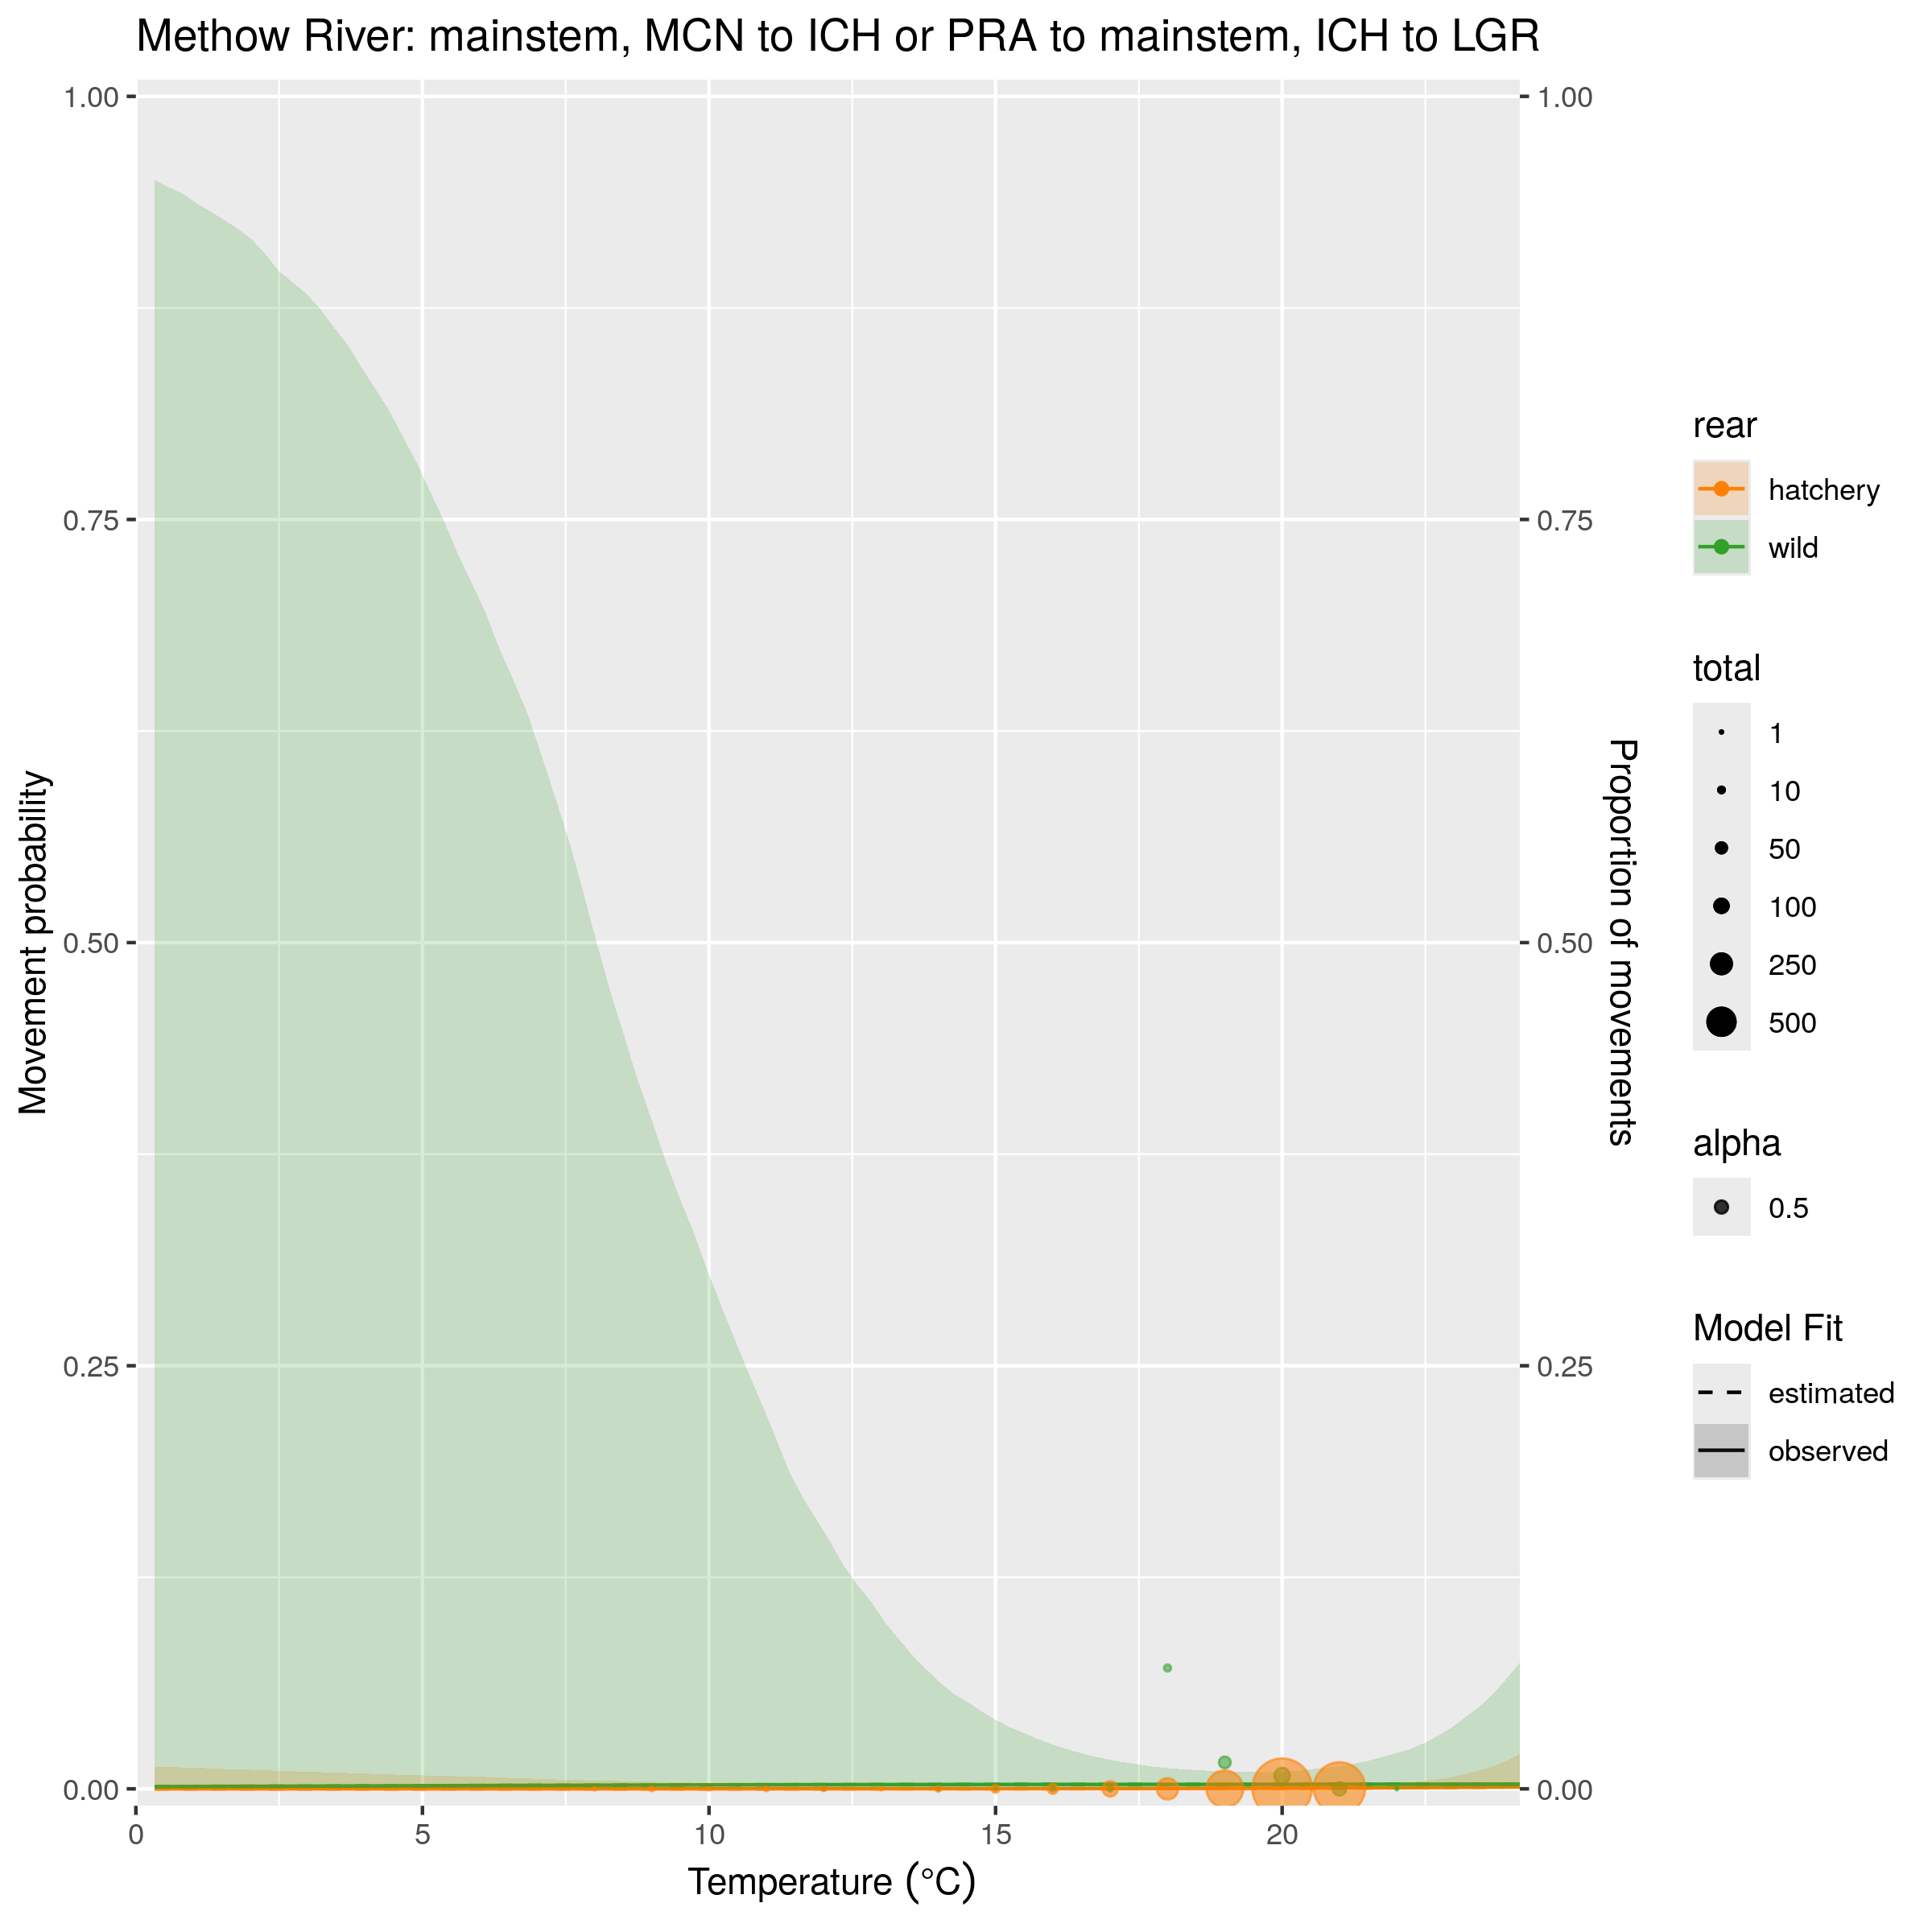 Methow River: mainstem, MCN to ICH or PRA to mainstem, ICH to LGR
Movement probability
1.00
0.75
0.50
0.25
0.00
0
5
10
15
20
Temperature (°C)
1.00
0.75
0.50
0.25
0.00
Proportion of movements
rear
hatchery
wild
total
1
10
50
100
250
500
alpha
0.5
Model Fit
estimated
observed